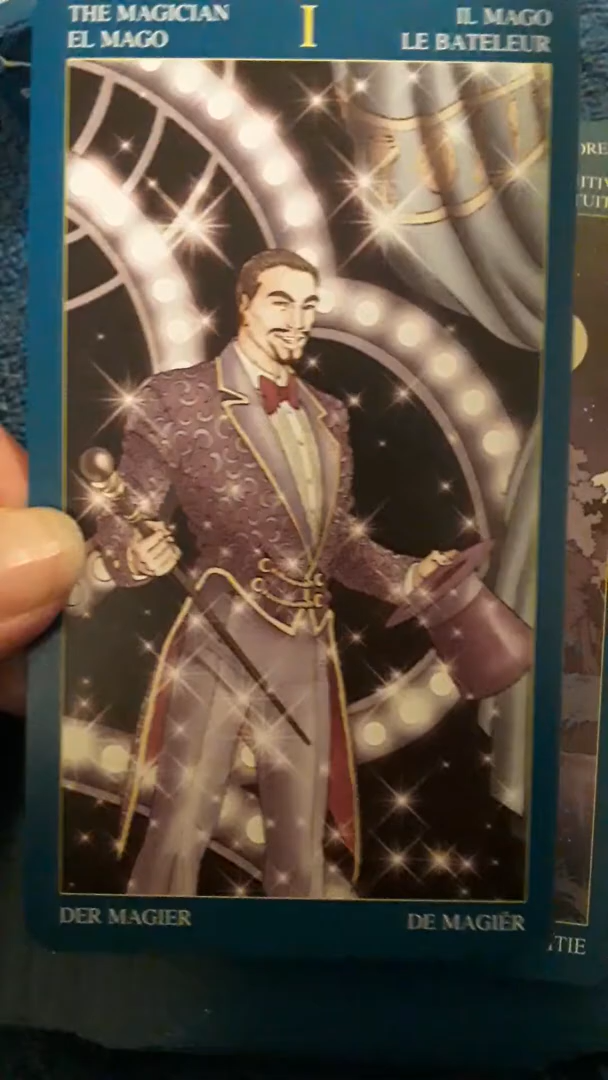 THE MAGICIAN
EL MAGO
I
IL MAGO
LE BATELEUR
DER MAGIER
DE MAGIËR